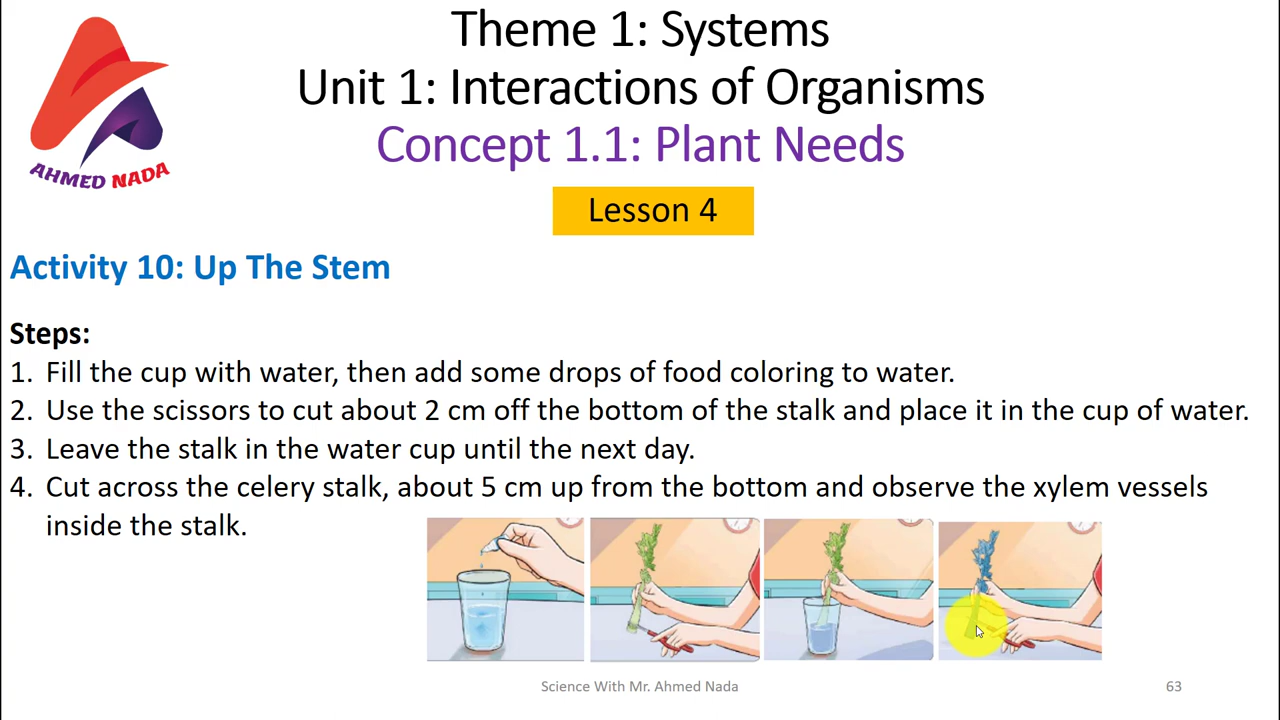 Theme 1: Systems
Unit 1: Interactions of Organisms
Concept 1.1: Plant Needs
AHMED NADA
Lesson 4
Activity 10: Up The Stem
Steps:
1. Fill the cup with water, then add some drops of food coloring to water.
2. Use the scissors to cut about 2 cm off the bottom of the stalk and place it in the cup of water.
3. Leave the stalk in the water cup until the next day.
4. Cut across the celery stalk, about 5 cm up from the bottom and observe the xylem vessels
inside the stalk.
Science With Mr. Ahmed Nada
63